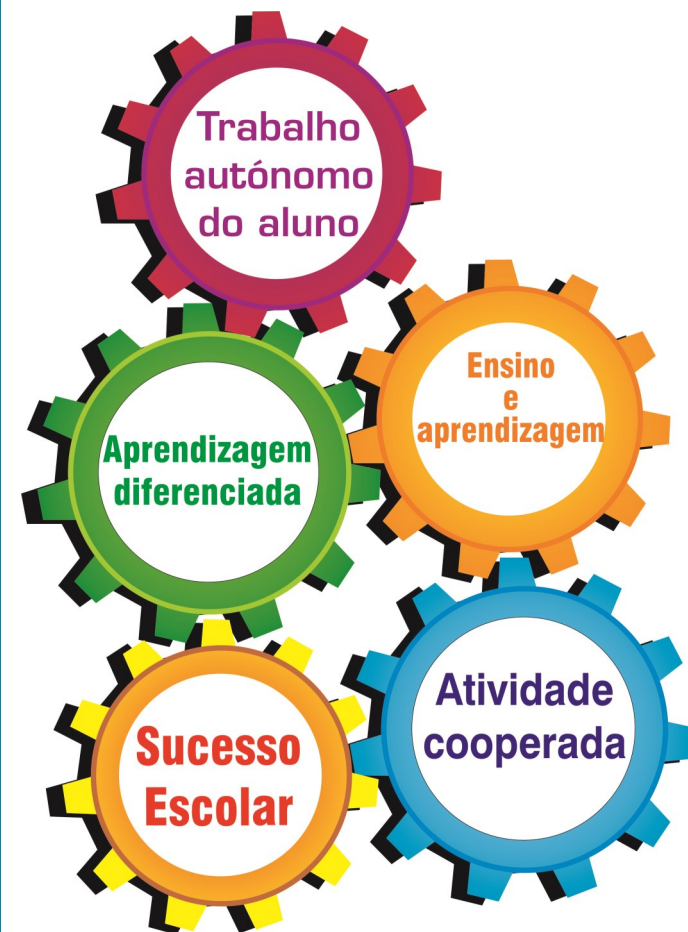 Trabalho
autónomo
do aluno
Ensino
e
aprendizagem
Aprendizagem
diferenciada
Atividade
cooperada
Sucesso
Escolar